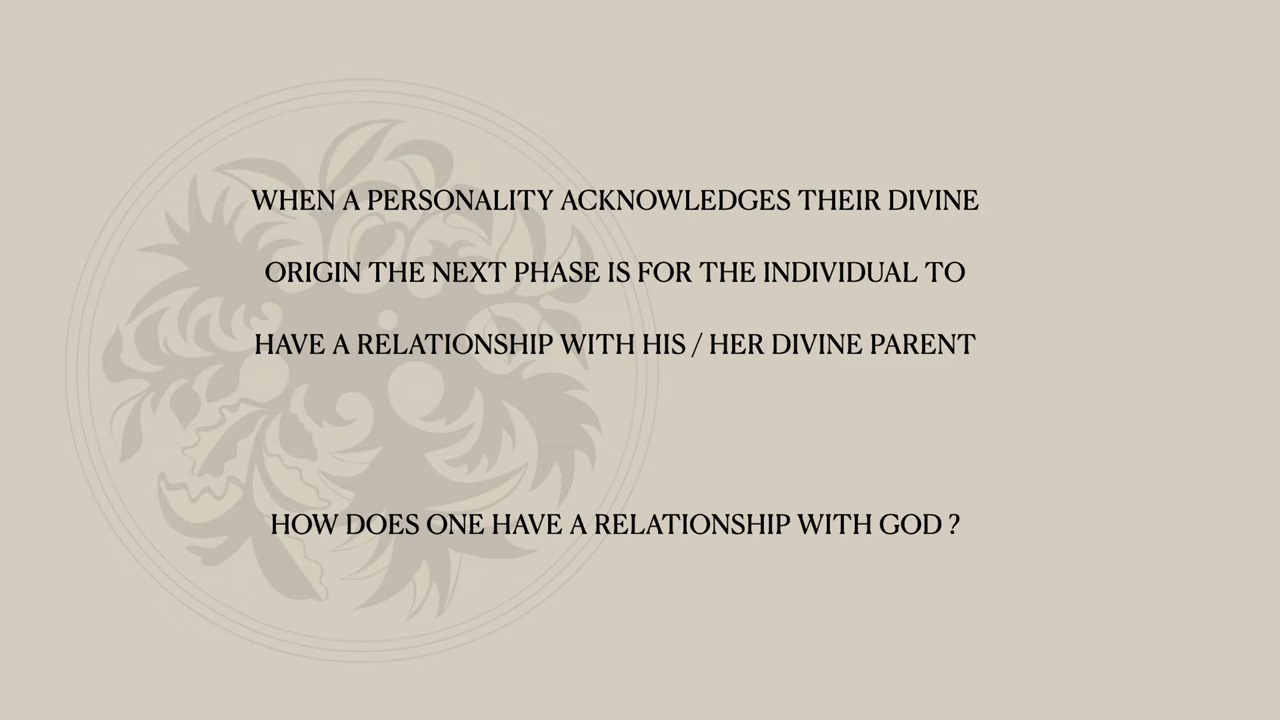 WHEN A PERSONALITY ACKNOWLEDGES THEIR DIVINE
ORIGIN THE NEXT PHASE IS FOR THE INDIVIDUAL TO
HAVE A RELATIONSHIP WITH HIS / HER DIVINE PARENT
HOW DOES ONE HAVE A RELATIONSHIP WITH GOD ?